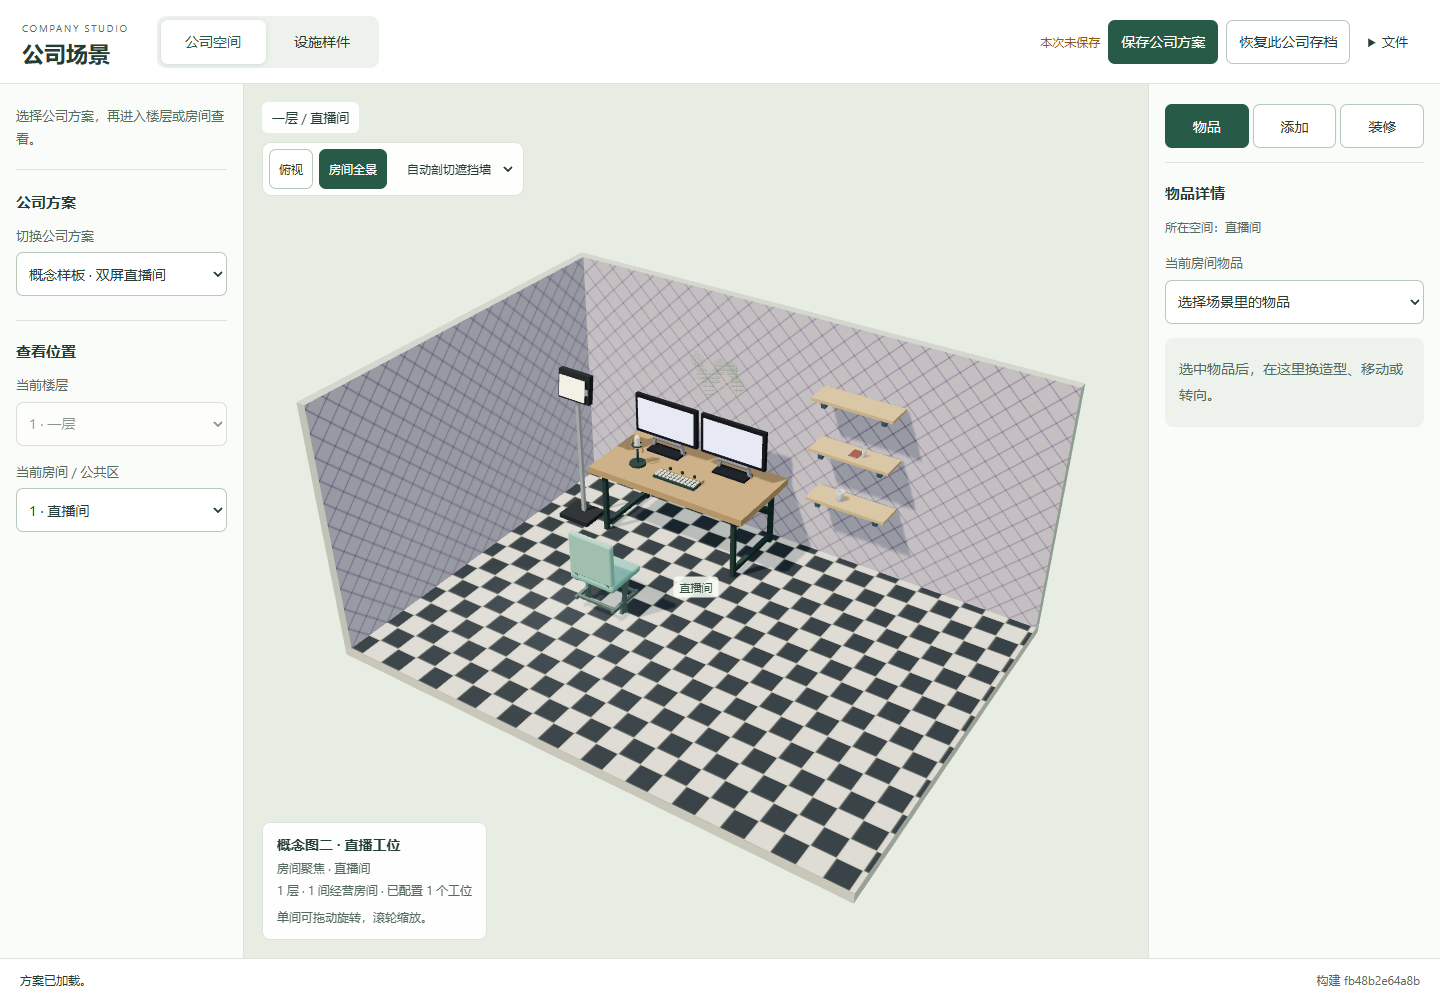 COMPANY STUDIO
公司场景
公司空间
设施样件
本次未保存
保存公司方案
恢复此公司存档
▶ 文件
选择公司方案，再进入楼层或房间查
看。
公司方案
切换公司方案
概念样板 · 双屏直播间
查看位置
当前楼层
1 · 一层
当前房间 / 公共区
1 · 直播间
一层 / 直播间
俯视
房间全景
自动剖切遮挡墙
直播间
概念图二 · 直播工位
房间聚焦 · 直播间
1 层 · 1 间经营房间 · 已配置 1 个工位
单间可拖动旋转，滚轮缩放。
物品
添加
装修
物品详情
所在空间：直播间
当前房间物品
选择场景里的物品
选中物品后，在这里换造型、移动或
转向。
方案已加载。
构建 fb48b2e64a8b